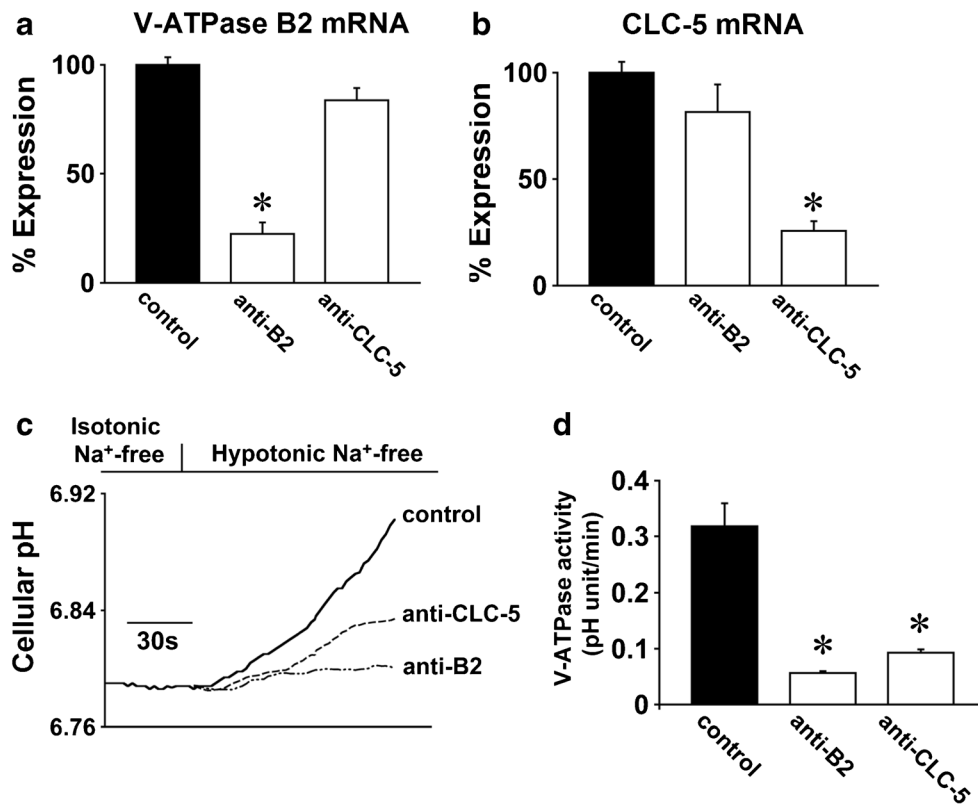 a
V-ATPase B2 mRNA
% Expression
100
50
0
*
control
anti-B2
anti-CLC-5
b
CLC-5 mRNA
% Expression
100
50
0
*
control
anti-B2
anti-CLC-5
c
Isotonic
Na⁺-free
Hypotonic Na⁺-free
Cellular pH
6.92
6.84
6.76
30s
control
anti-CLC-5
anti-B2
d
V-ATPase activity
(pH unit/min)
0.4
0.3
0.2
0.1
0
*
*
control
anti-B2
anti-CLC-5